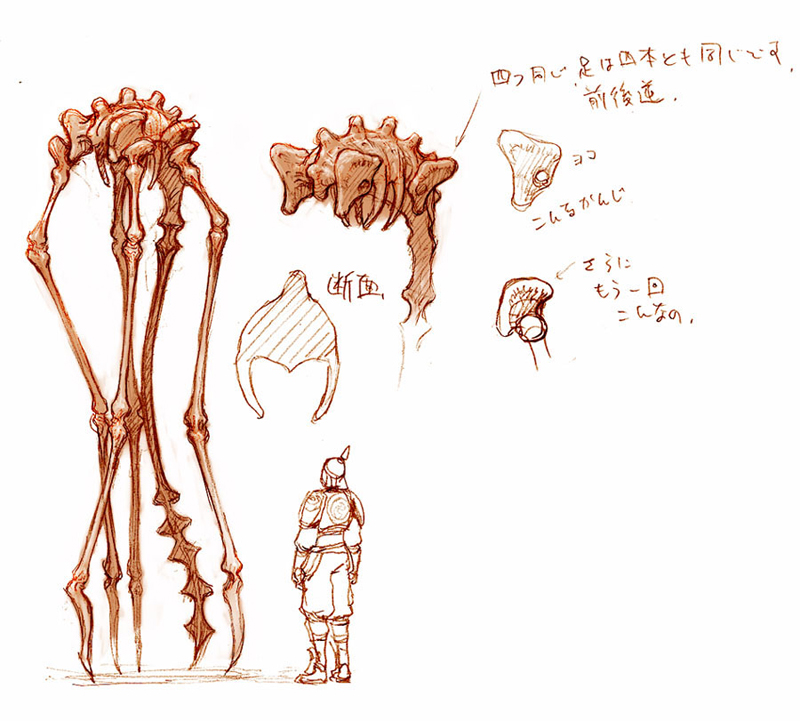 四つ同じ 足は四本とも同じです.
前後逆.
ヨコ
こんなかんじ
断面.
さらに
もう一回
こんなの.